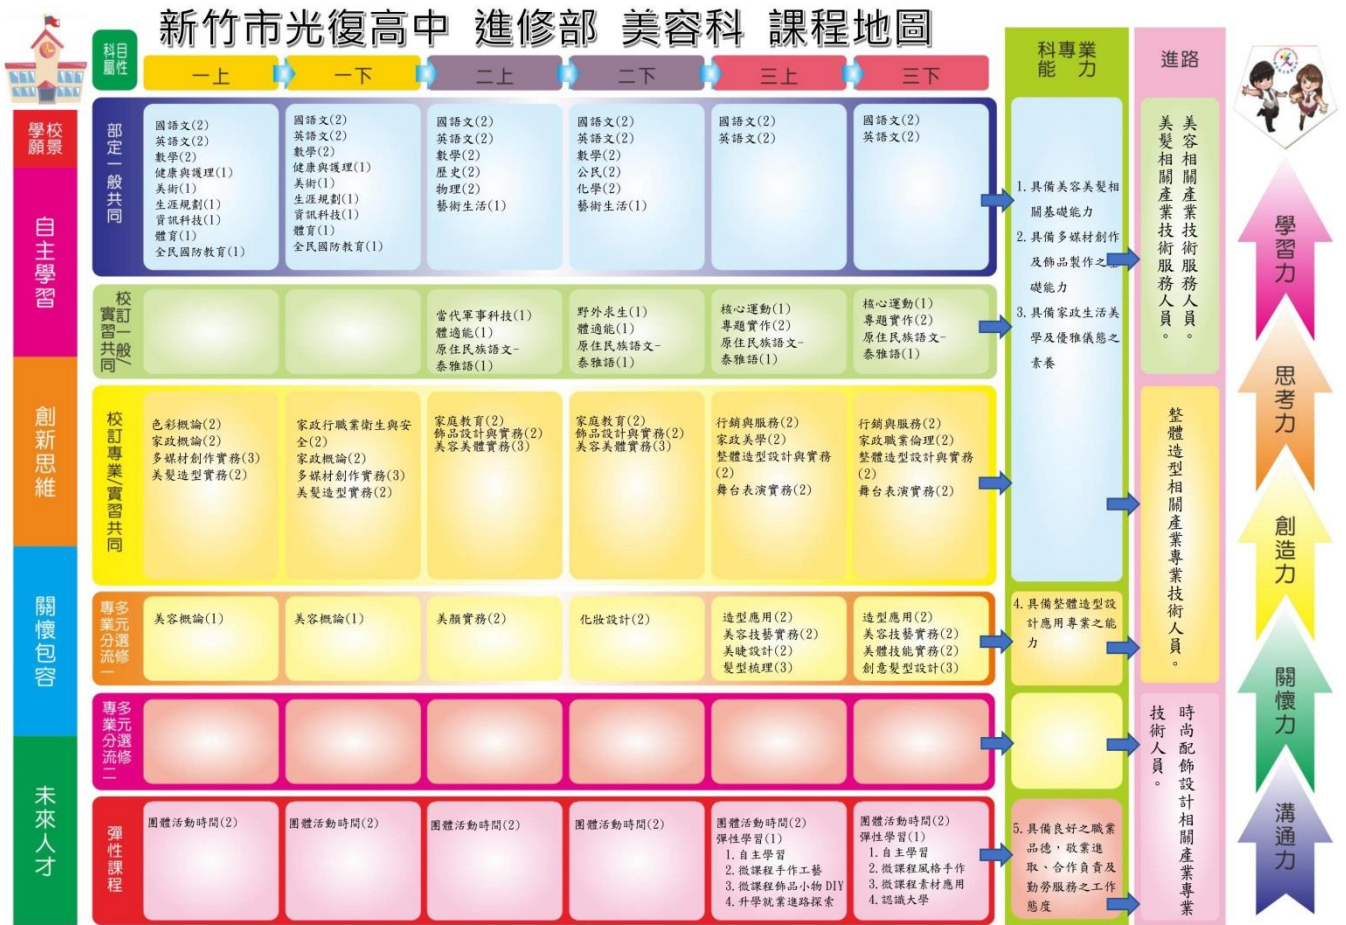 新竹市光復高中 進修部 美容科 課程地圖
科目屬性
一上
一下
二上
二下
三上
三下
科專業能力
進路
學校願景
自主學習
創新思維
關懷包容
未來人才
部定一般共同
國語文(2)
英語文(2)
數學(2)
健康與護理(1)
美術(1)
生涯規劃(1)
資訊科技(1)
體育(1)
全民國防教育(1)
國語文(2)
英語文(2)
數學(2)
健康與護理(1)
美術(1)
生涯規劃(1)
資訊科技(1)
體育(1)
全民國防教育(1)
國語文(2)
英語文(2)
數學(2)
歷史(2)
物理(2)
藝術生活(1)
國語文(2)
英語文(2)
數學(2)
公民(2)
化學(2)
藝術生活(1)
國語文(2)
英語文(2)
國語文(2)
英語文(2)
校訂一般/實習共同
當代軍事科技(1)
體適能(1)
原住民族語文-
泰雅語(1)
野外求生(1)
體適能(1)
原住民族語文-
泰雅語(1)
核心運動(1)
專題實作(2)
原住民族語文-
泰雅語(1)
核心運動(1)
專題實作(2)
原住民族語文-
泰雅語(1)
校訂專業/實習共同
色彩概論(2)
家政概論(2)
多媒材創作實務(3)
美髮造型實務(2)
家政行職業衛生與安
全(2)
家政概論(2)
多媒材創作實務(3)
美髮造型實務(2)
家庭教育(2)
飾品設計與實務(2)
美容美體實務(3)
家庭教育(2)
飾品設計與實務(2)
美容美體實務(3)
行銷與服務(2)
家政美學(2)
整體造型設計與實務
(2)
舞台表演實務(2)
行銷與服務(2)
家政職業倫理(2)
整體造型設計與實務
(2)
舞台表演實務(2)
多元選修專業分流一
美容概論(1)
美容概論(1)
美顏實務(2)
化妝設計(2)
造型應用(2)
美容技藝實務(2)
美睫設計(2)
髮型梳理(3)
造型應用(2)
美容技藝實務(2)
美體技能實務(2)
創意髮型設計(3)
多元選修專業分流二
彈性課程
團體活動時間(2)
團體活動時間(2)
團體活動時間(2)
團體活動時間(2)
團體活動時間(2)
彈性學習(1)
1.自主學習
2.微課程手作工藝
3.微課程飾品小物 DIY
4.升學就業進路探索
團體活動時間(2)
彈性學習(1)
1.自主學習
2.微課程風格手作
3.微課程素材應用
4.認識大學
1.具備美容美髮相
關基礎能力
2.具備多媒材創作
及飾品製作之基
礎能力
3.具備家政生活美
學及優雅儀態之
素養
4.具備整體造型設
計應用專業之能
力
5.具備良好之職業
品德，敬業進
取、合作負責及
勤勞服務之工作
態度
美容相關產業技術服務人員。
美髮相關產業技術服務人員。
整體造型相關產業專業技術人員。
時尚配飾設計相關產業專業
技術人員。
學習力
思考力
創造力
關懷力
溝通力